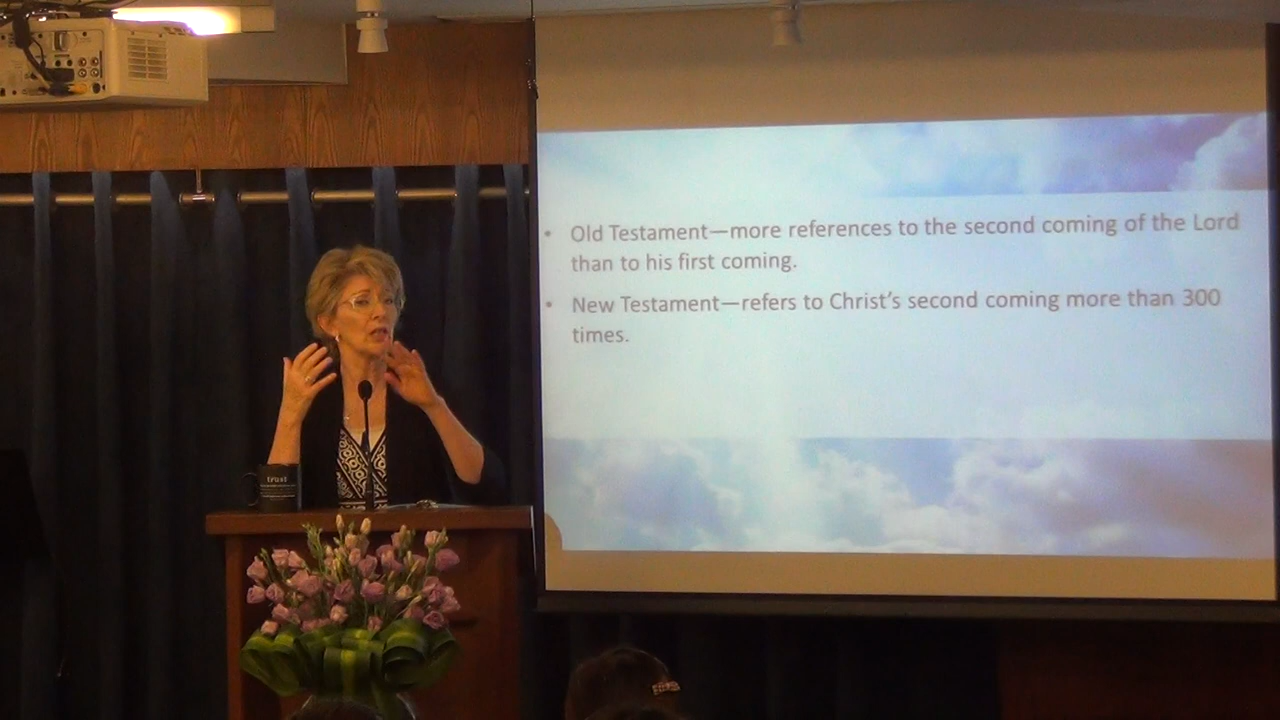 • Old Testament—more references to the second coming of the Lord
than to his first coming.
• New Testament—refers to Christ's second coming more than 300
times.
trust